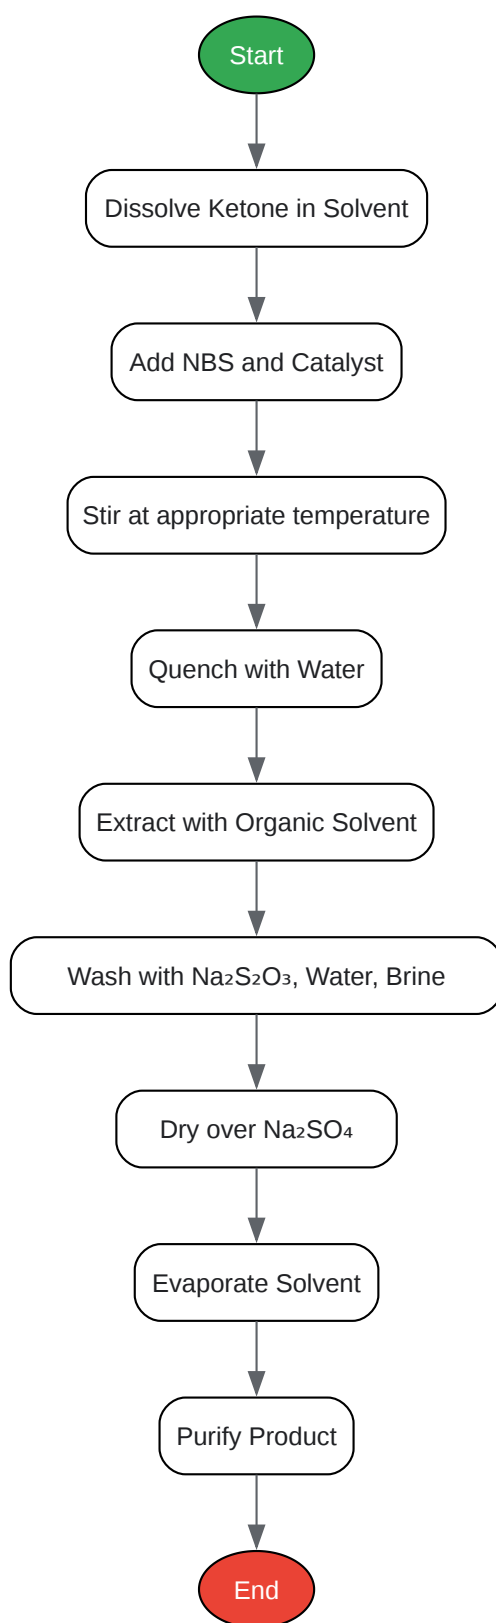 Start
Dissolve Ketone in Solvent
Add NBS and Catalyst
Stir at appropriate temperature
Quench with Water
Extract with Organic Solvent
Wash with Na₂S₂O₃, Water, Brine
Dry over Na₂SO₄
Evaporate Solvent
Purify Product
End